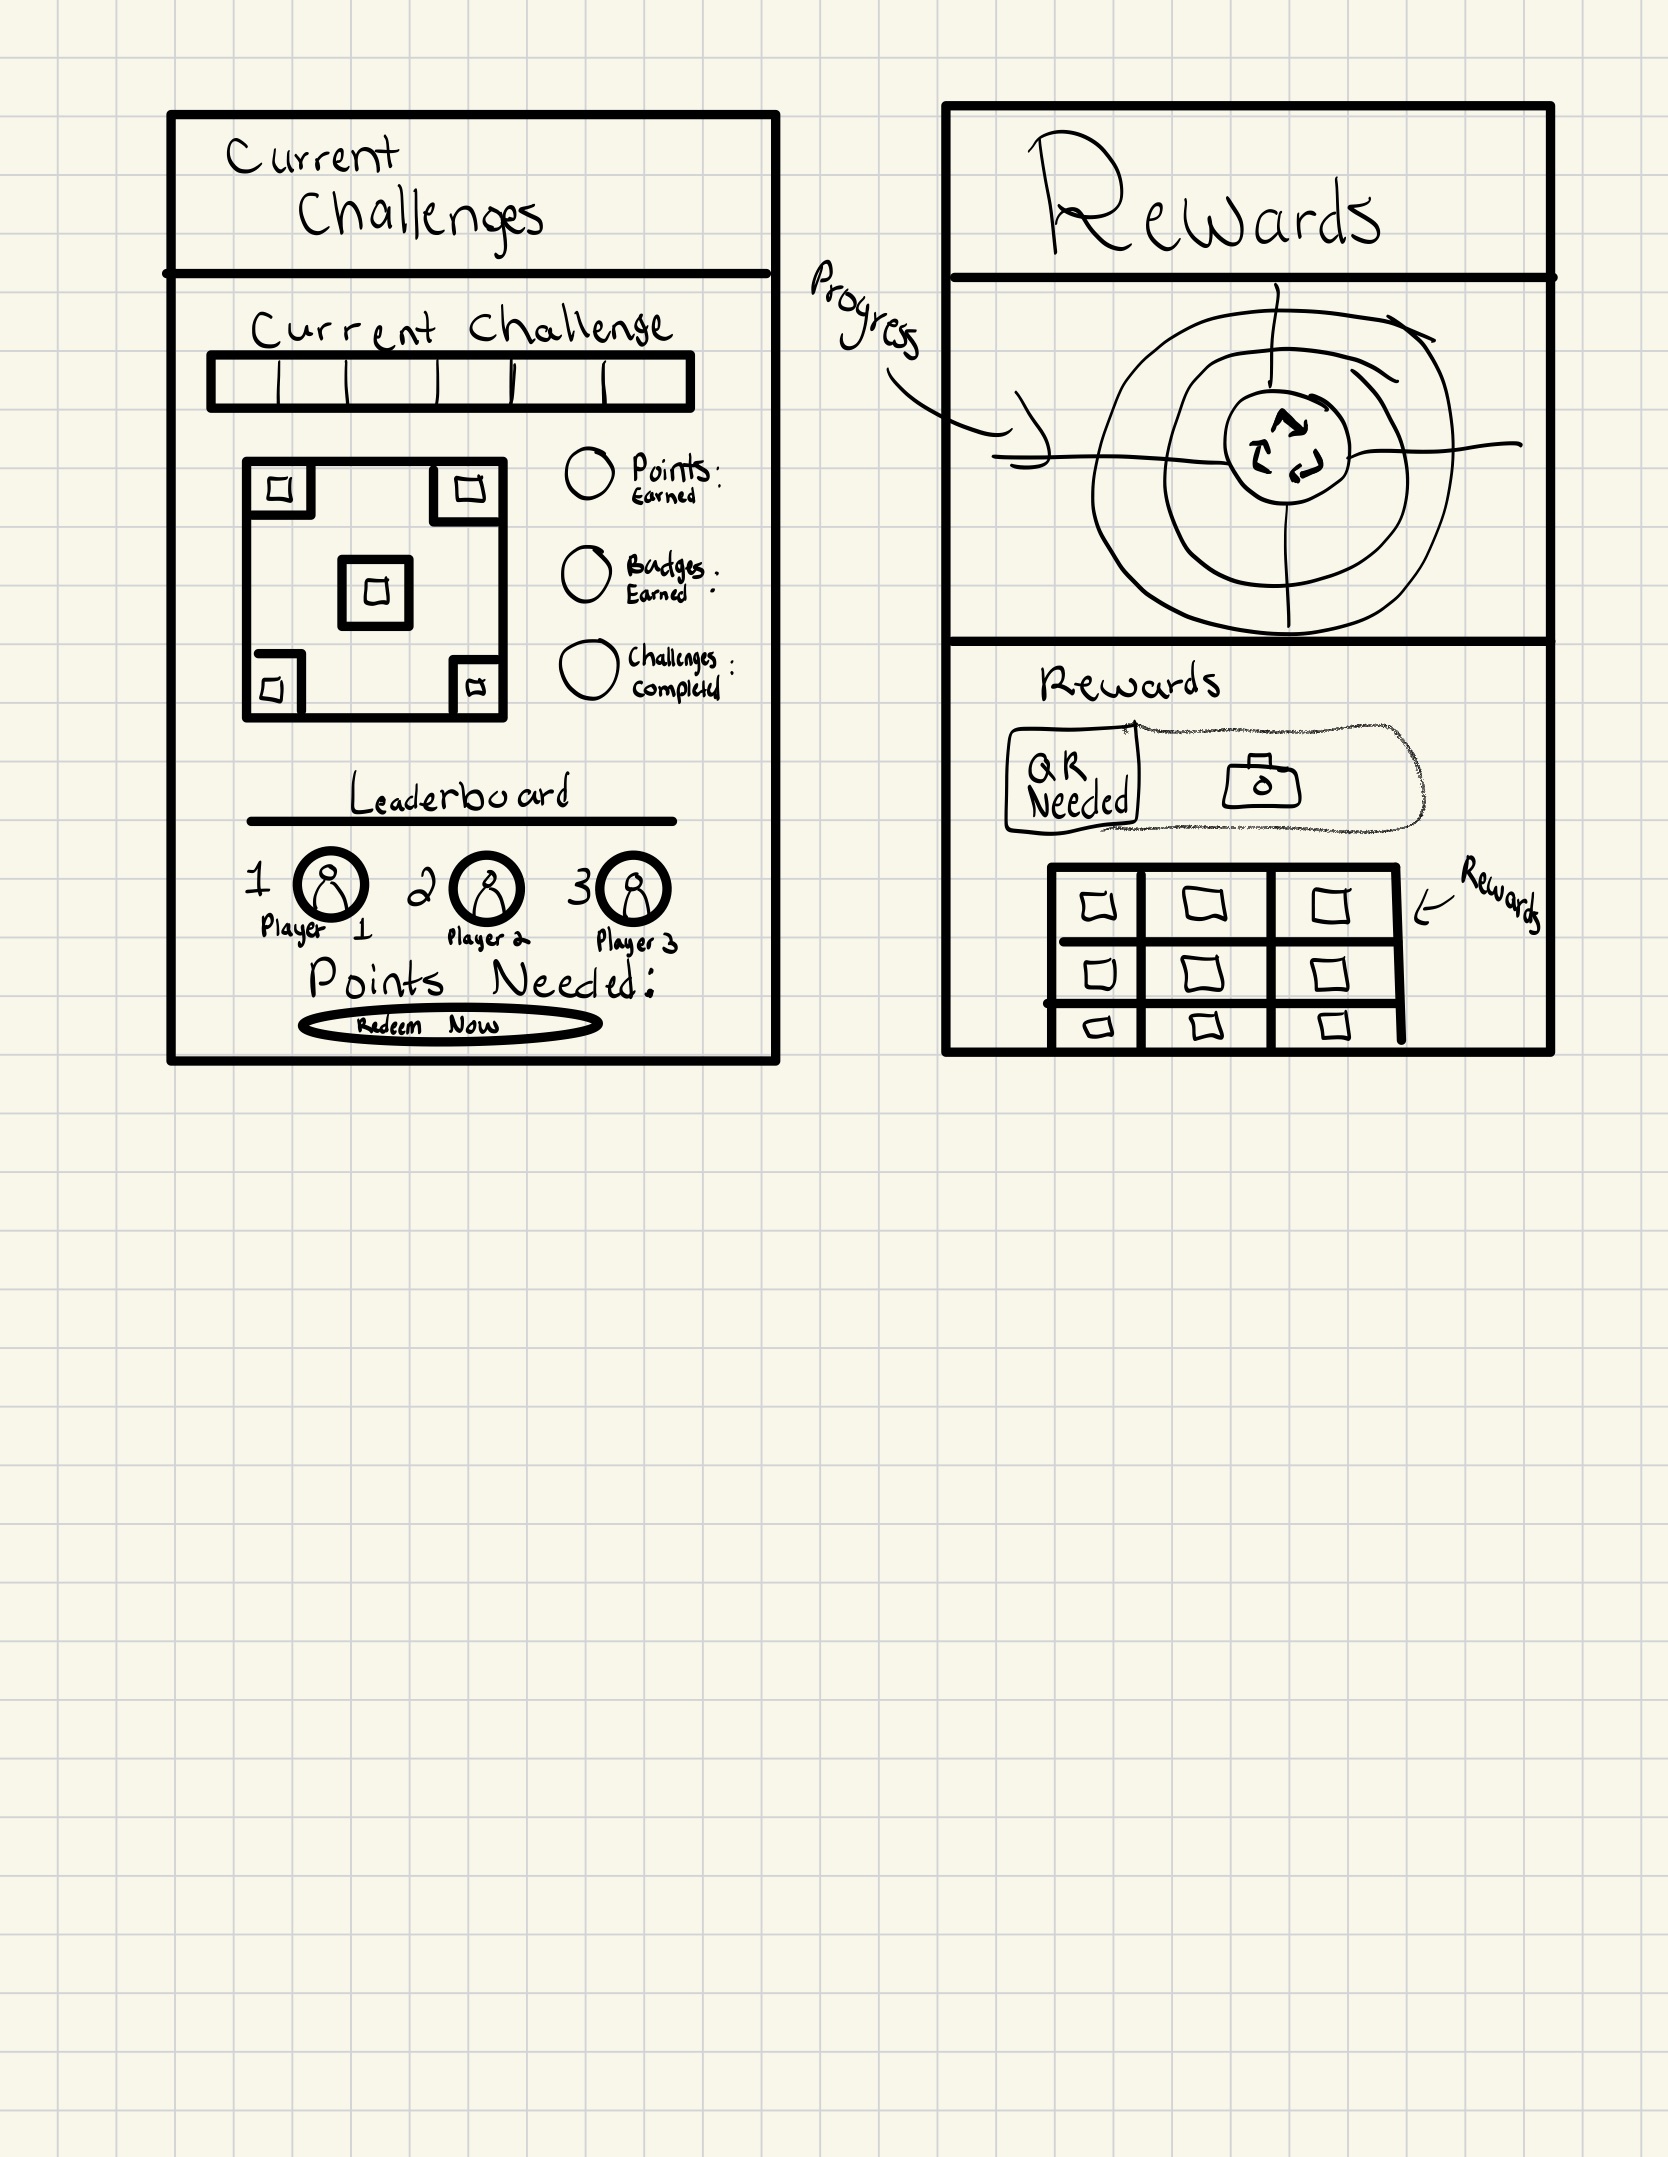 Current
Challenges
Current Challenge
Points:
Earned
Badges:
Earned
Challenges:
Completed
Leaderboard
1
2
3
Player 1
Player 2
Player 3
Points Needed:
Redeem Now
Progress
Rewards
Rewards
QR
Needed
Rewards